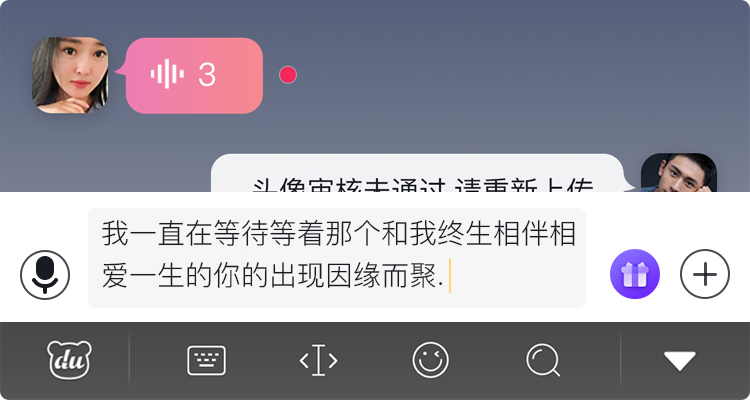 3
头像审核未通过,请重新上传
我一直在等待等着那个和我终生相伴相
爱一生的你的出现因缘而聚.
du